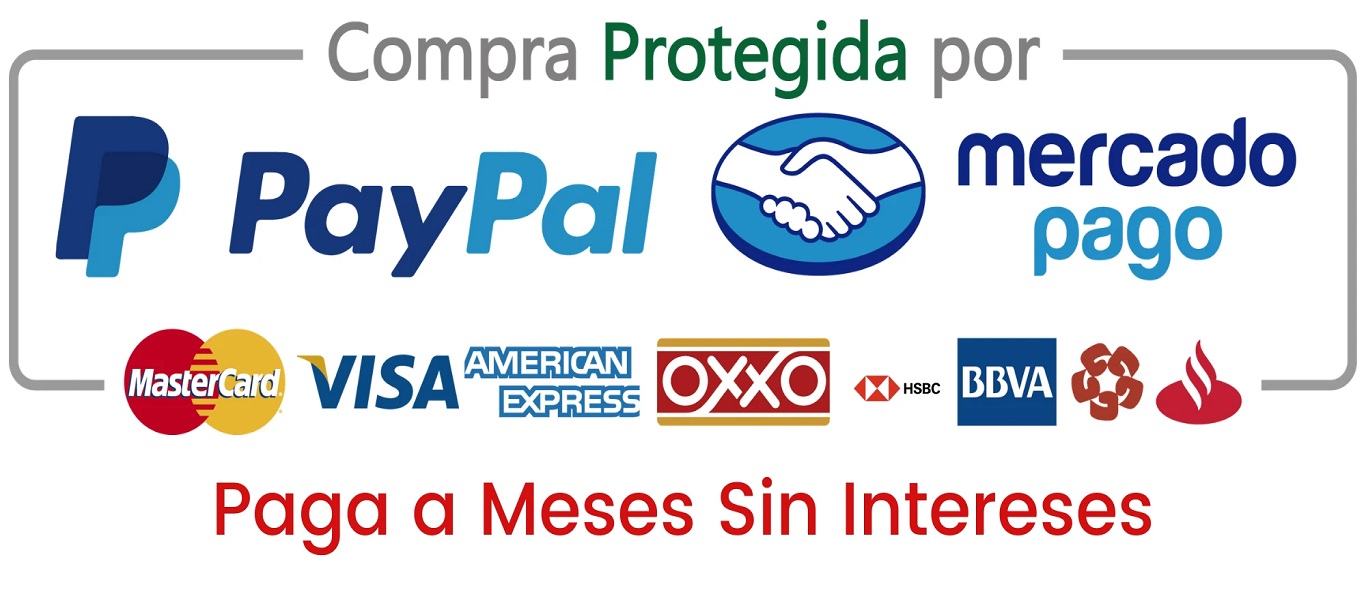 Compra Protegida por
PayPal
mercado
pago
MasterCard
VISA
AMERICAN
EXPRESS
OXXO
HSBC
BBVA
Paga a Meses Sin Intereses